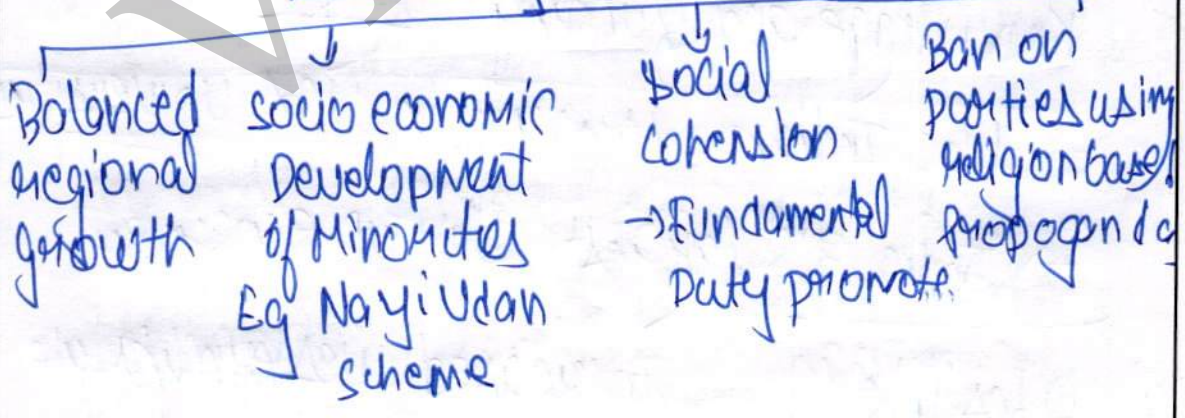 Balanced
regional
growth
socio economic
Development
of Minorities
Eg Nayi Udan
scheme
social
cohension
→ Fundamental
Duty promote.
Ban on
parties using
religion based
propoganda